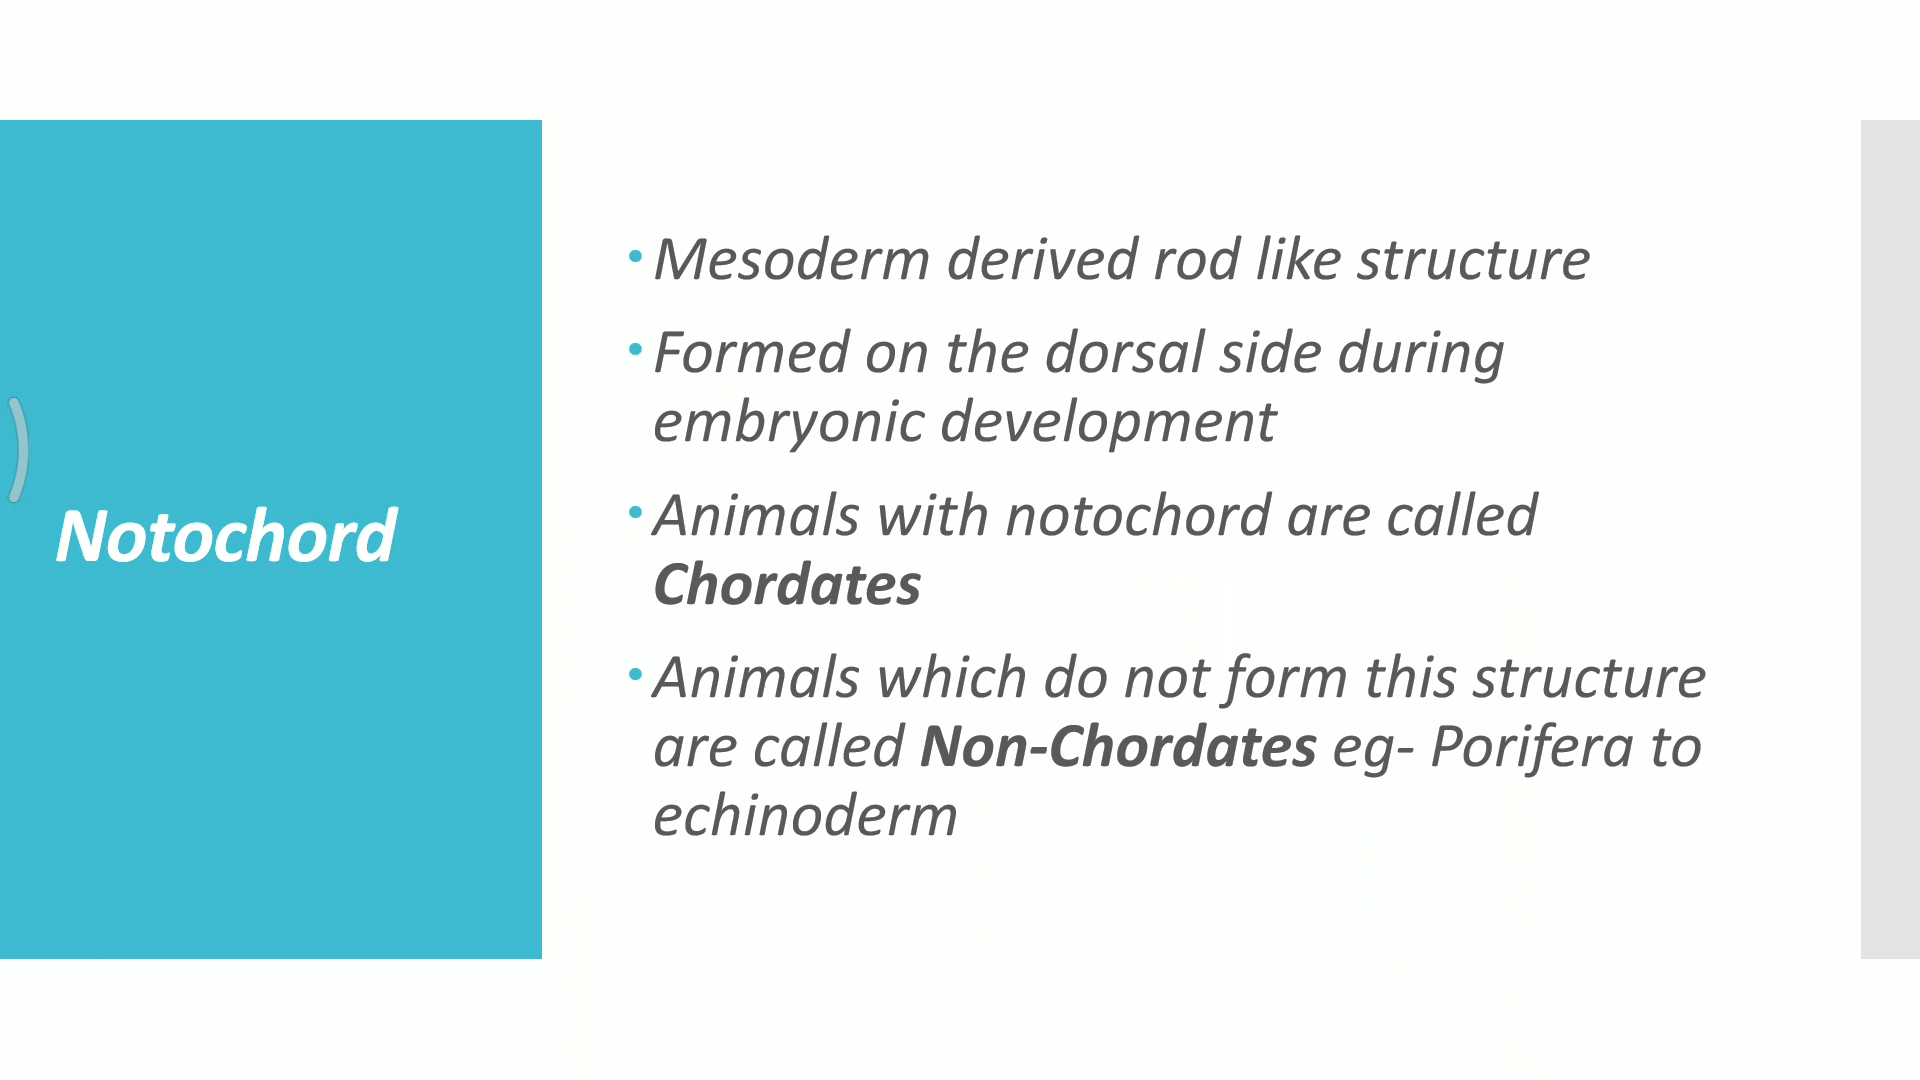 Notochord
• Mesoderm derived rod like structure
• Formed on the dorsal side during
embryonic development
• Animals with notochord are called
Chordates
• Animals which do not form this structure
are called Non-Chordates eg- Porifera to
echinoderm